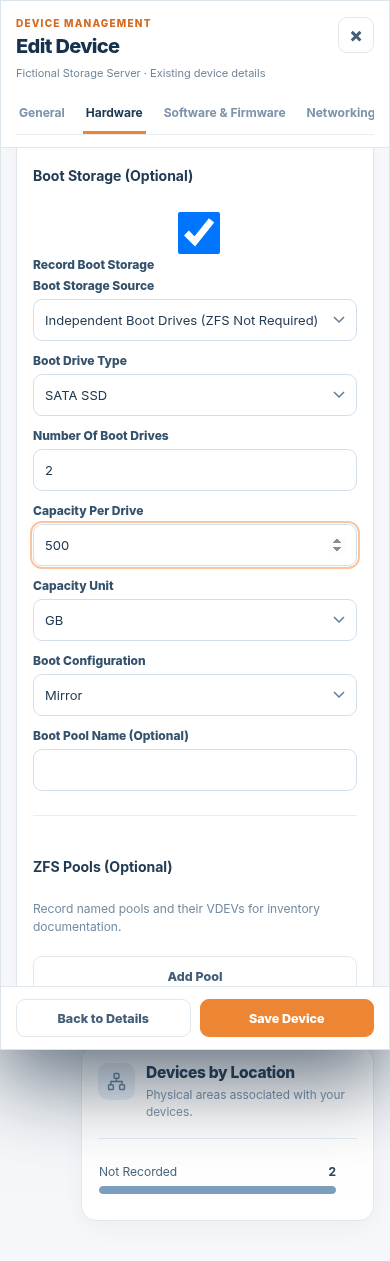 DEVICE MANAGEMENT
Edit Device
Fictional Storage Server · Existing device details
General
Hardware
Software & Firmware
Networking
Boot Storage (Optional)
Record Boot Storage
Boot Storage Source
Independent Boot Drives (ZFS Not Required)
Boot Drive Type
SATA SSD
Number Of Boot Drives
2
Capacity Per Drive
500
Capacity Unit
GB
Boot Configuration
Mirror
Boot Pool Name (Optional)
ZFS Pools (Optional)
Record named pools and their VDEVs for inventory
documentation.
Add Pool
Back to Details
Save Device
Devices by Location
Physical areas associated with your
devices.
Not Recorded
2